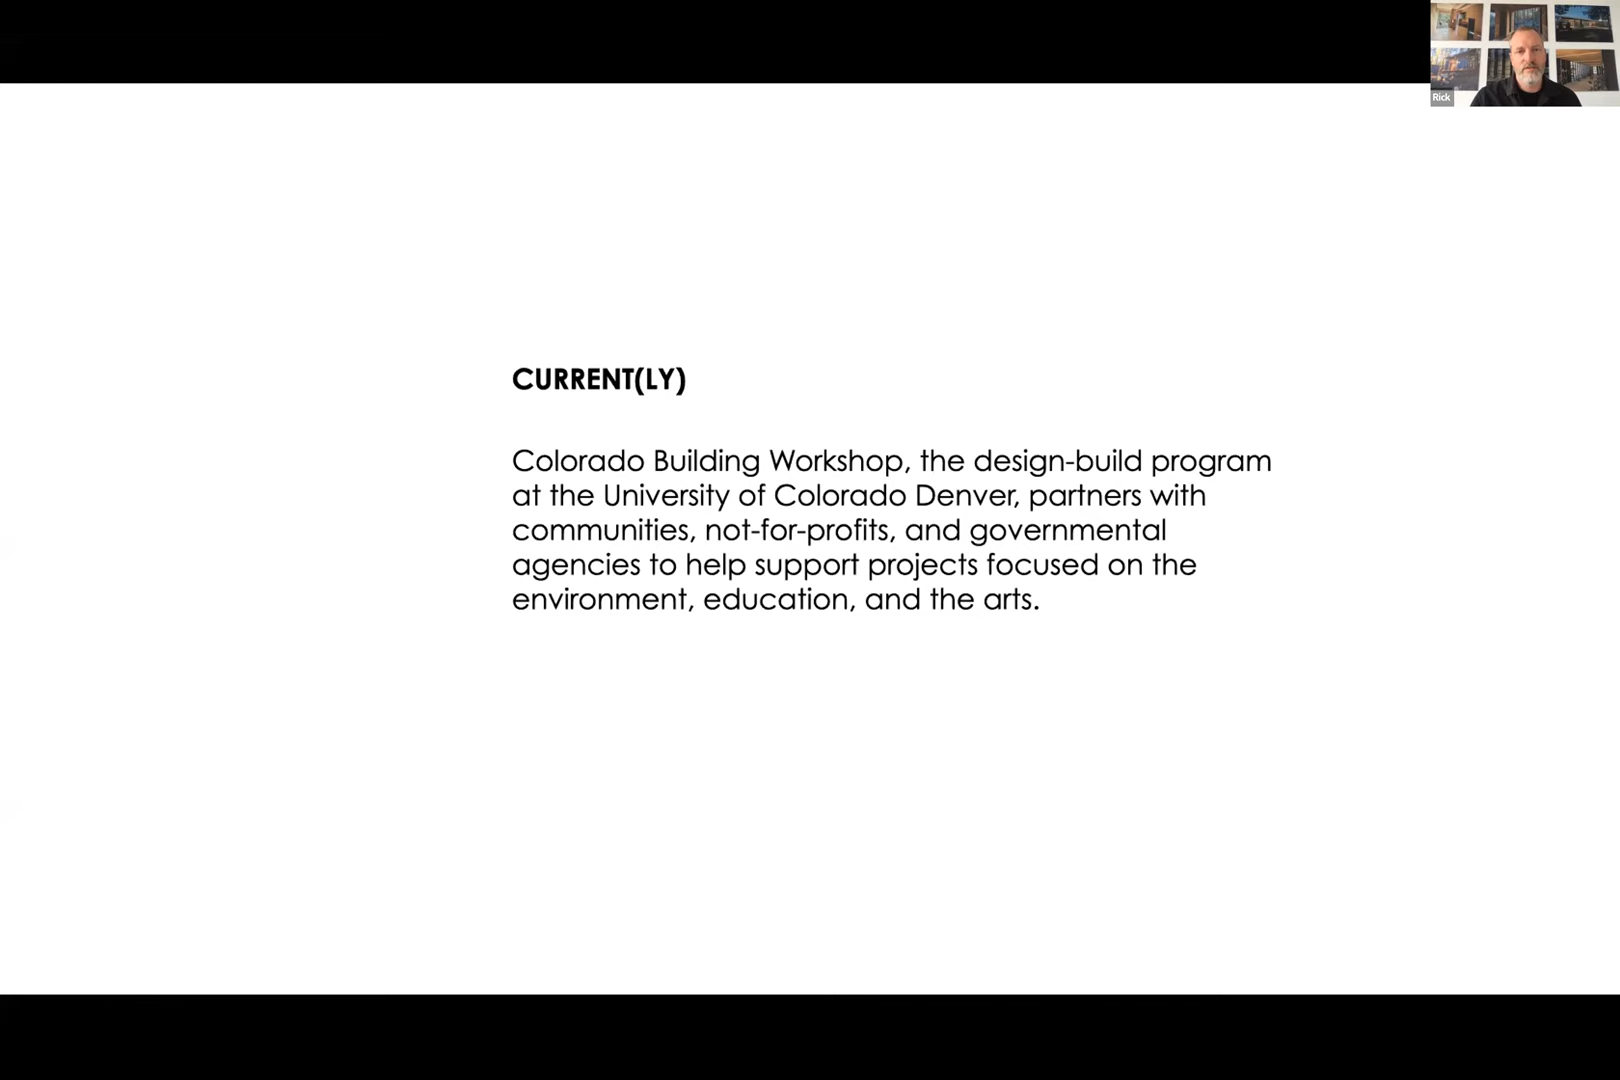 Rick
CURRENT(LY)
Colorado Building Workshop, the design-build program
at the University of Colorado Denver, partners with
communities, not-for-profits, and governmental
agencies to help support projects focused on the
environment, education, and the arts.